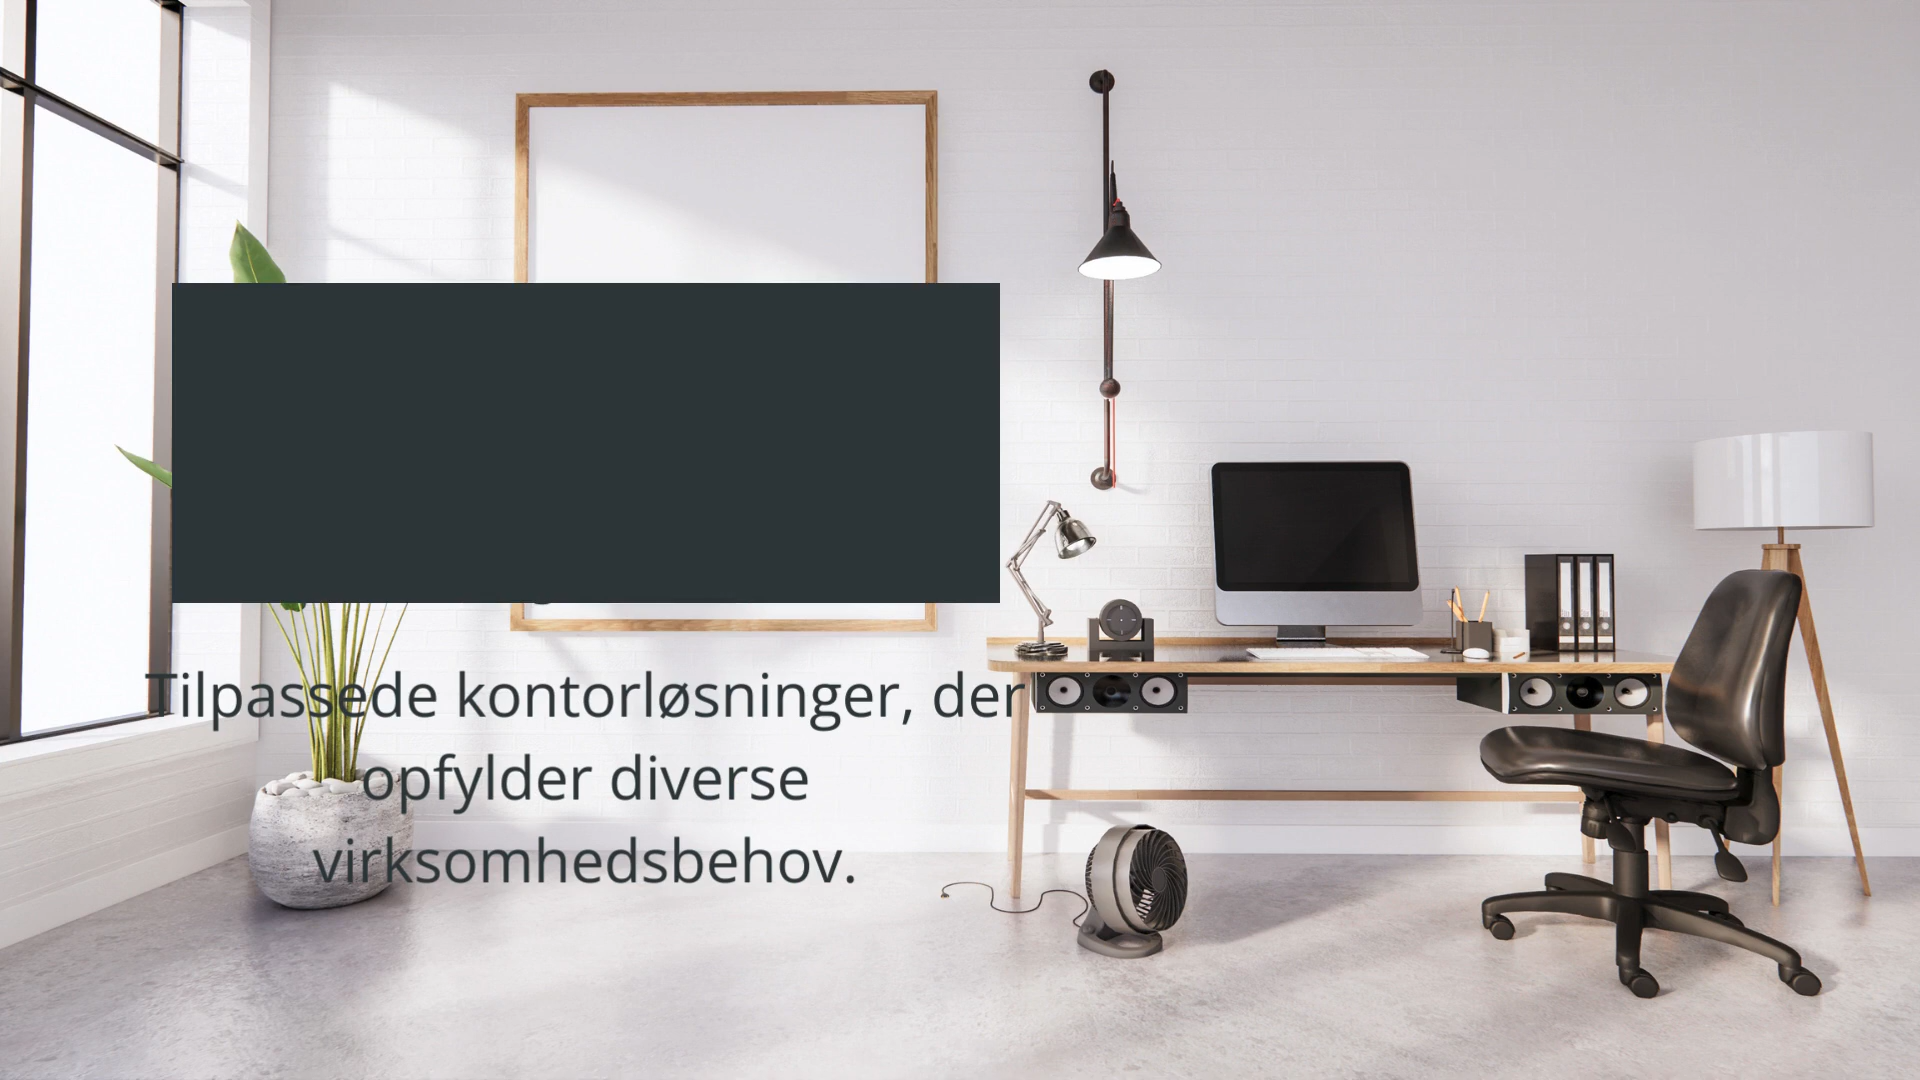 Tilpassede kontorløsninger, der
opfylder diverse
virksomhedsbehov.